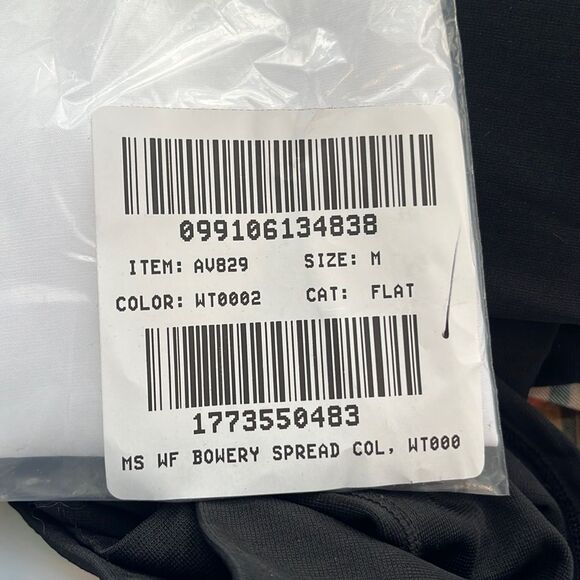 099106134838
ITEM: AV829 SIZE: M
COLOR: WT0002 CAT: FLAT
1773550483
MS WF BOWERY SPREAD COL, WT000